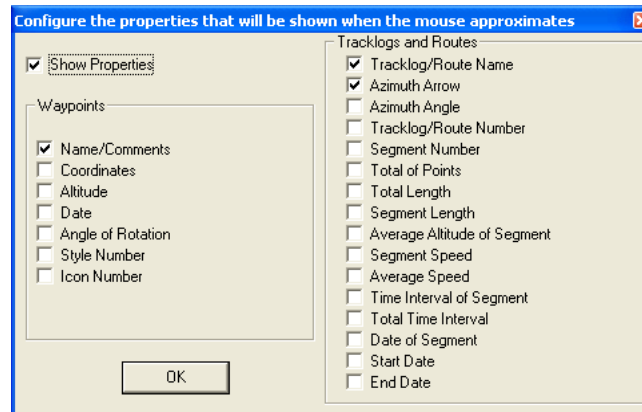 Configure the properties that will be shown when the mouse approximates
Show Properties
Waypoints
Name/Comments
Coordinates
Altitude
Date
Angle of Rotation
Style Number
Icon Number
OK
Tracklogs and Routes
Tracklog/Route Name
Azimuth Arrow
Azimuth Angle
Tracklog/Route Number
Segment Number
Total of Points
Total Length
Segment Length
Average Altitude of Segment
Segment Speed
Average Speed
Time Interval of Segment
Total Time Interval
Date of Segment
Start Date
End Date